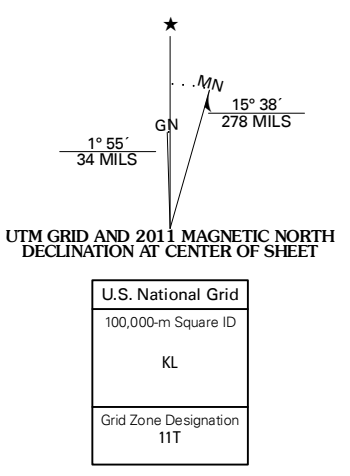 ★
MN
GN
15° 38´
278 MILS
1° 55´
34 MILS
UTM GRID AND 2011 MAGNETIC NORTH
DECLINATION AT CENTER OF SHEET
U.S. National Grid
100,000-m Square ID
KL
Grid Zone Designation
11T